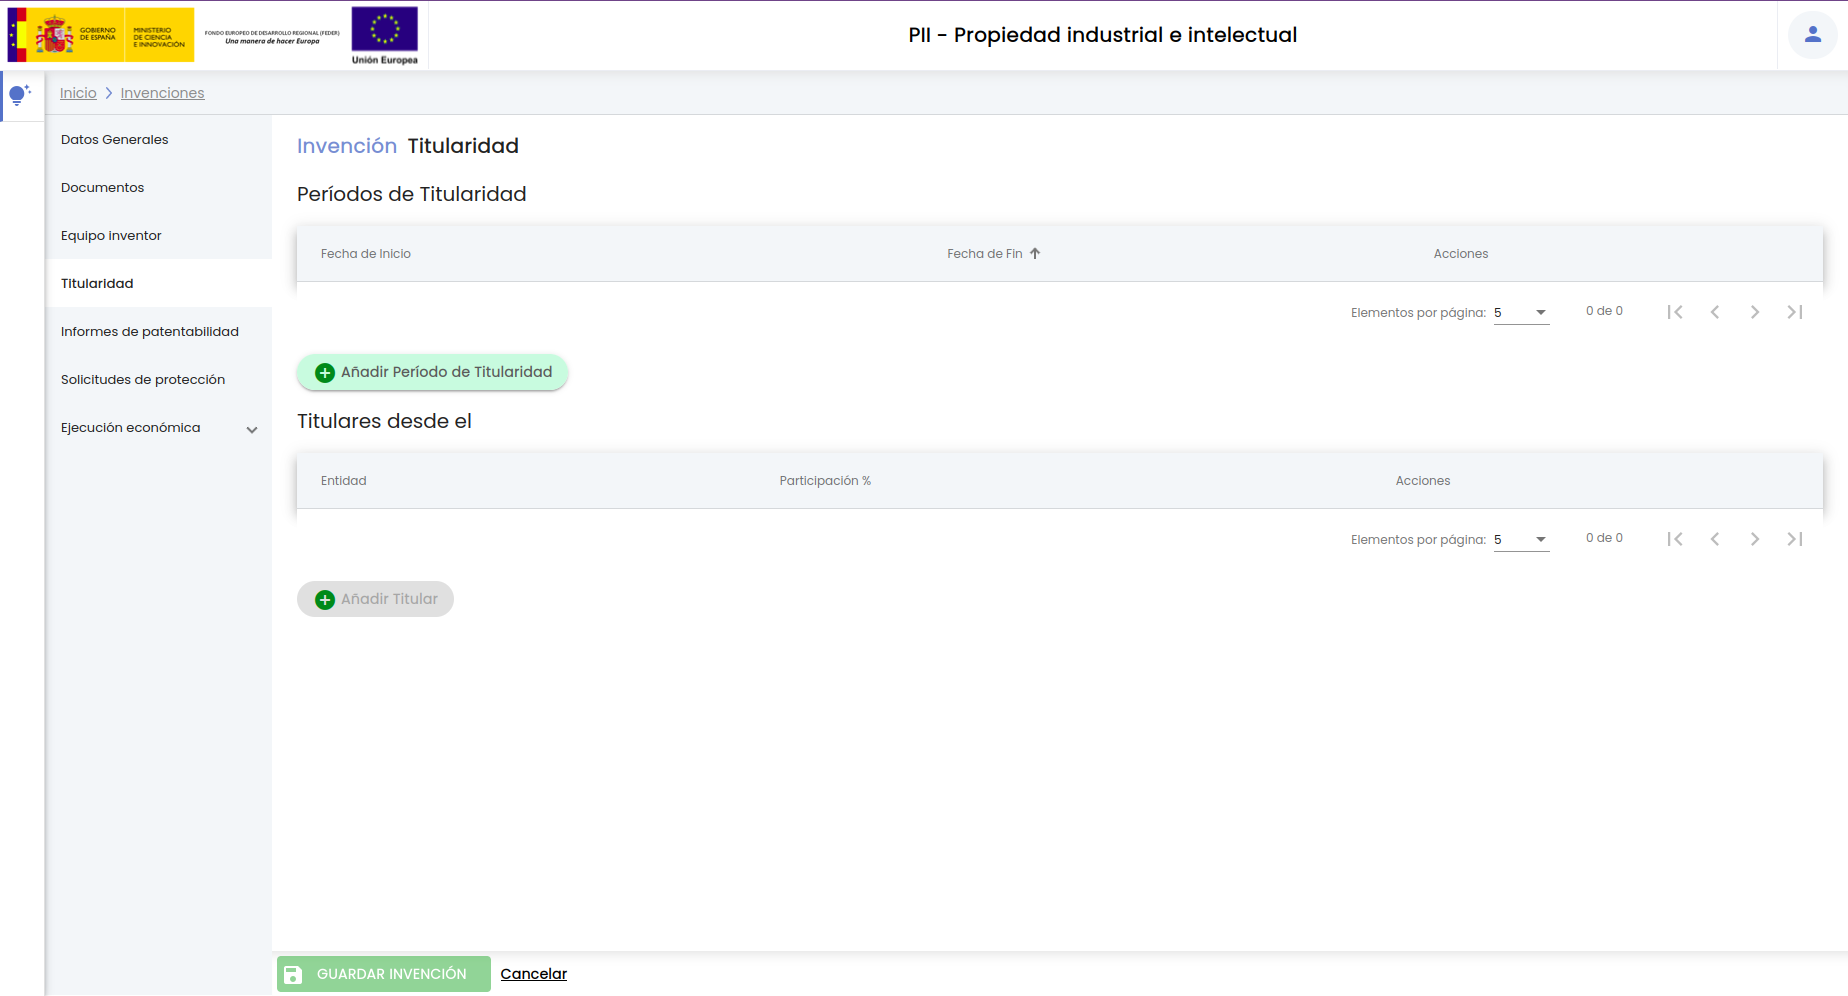 GOBIERNO
DE ESPAÑA
MINISTERIO
DE CIENCIA
E INNOVACIÓN
FONDO EUROPEO DE DESARROLLO REGIONAL (FEDER)
Una manera de hacer Europa
Unión Europea
PII - Propiedad industrial e intelectual
Inicio > Invenciones
Datos Generales
Documentos
Equipo inventor
Titularidad
Informes de patentabilidad
Solicitudes de protección
Ejecución económica
Invención Titularidad
Períodos de Titularidad
Fecha de Inicio Fecha de Fin Acciones
Elementos por página: 5 0 de 0
Añadir Período de Titularidad
Titulares desde el
Entidad Participación % Acciones
Elementos por página: 5 0 de 0
Añadir Titular
GUARDAR INVENCIÓN Cancelar